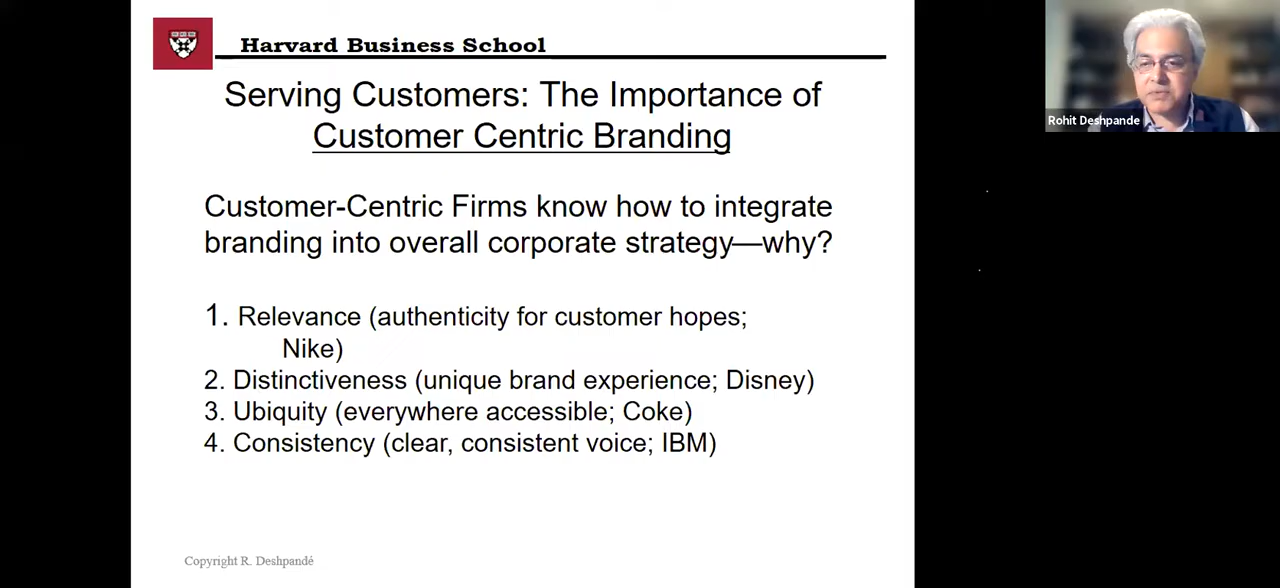 Harvard Business School
Serving Customers: The Importance of
Customer Centric Branding
Customer-Centric Firms know how to integrate
branding into overall corporate strategy—why?
1. Relevance (authenticity for customer hopes;
Nike)
2. Distinctiveness (unique brand experience; Disney)
3. Ubiquity (everywhere accessible; Coke)
4. Consistency (clear, consistent voice; IBM)
Copyright R. Deshpandé
Rohit Deshpande